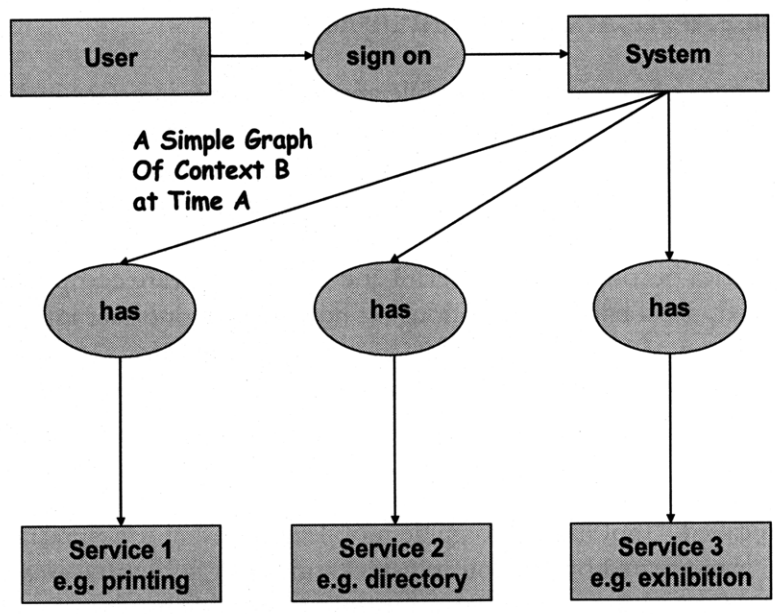 User
sign on
System
A Simple Graph
Of Context B
at Time A
has
has
has
Service 1
e.g. printing
Service 2
e.g. directory
Service 3
e.g. exhibition